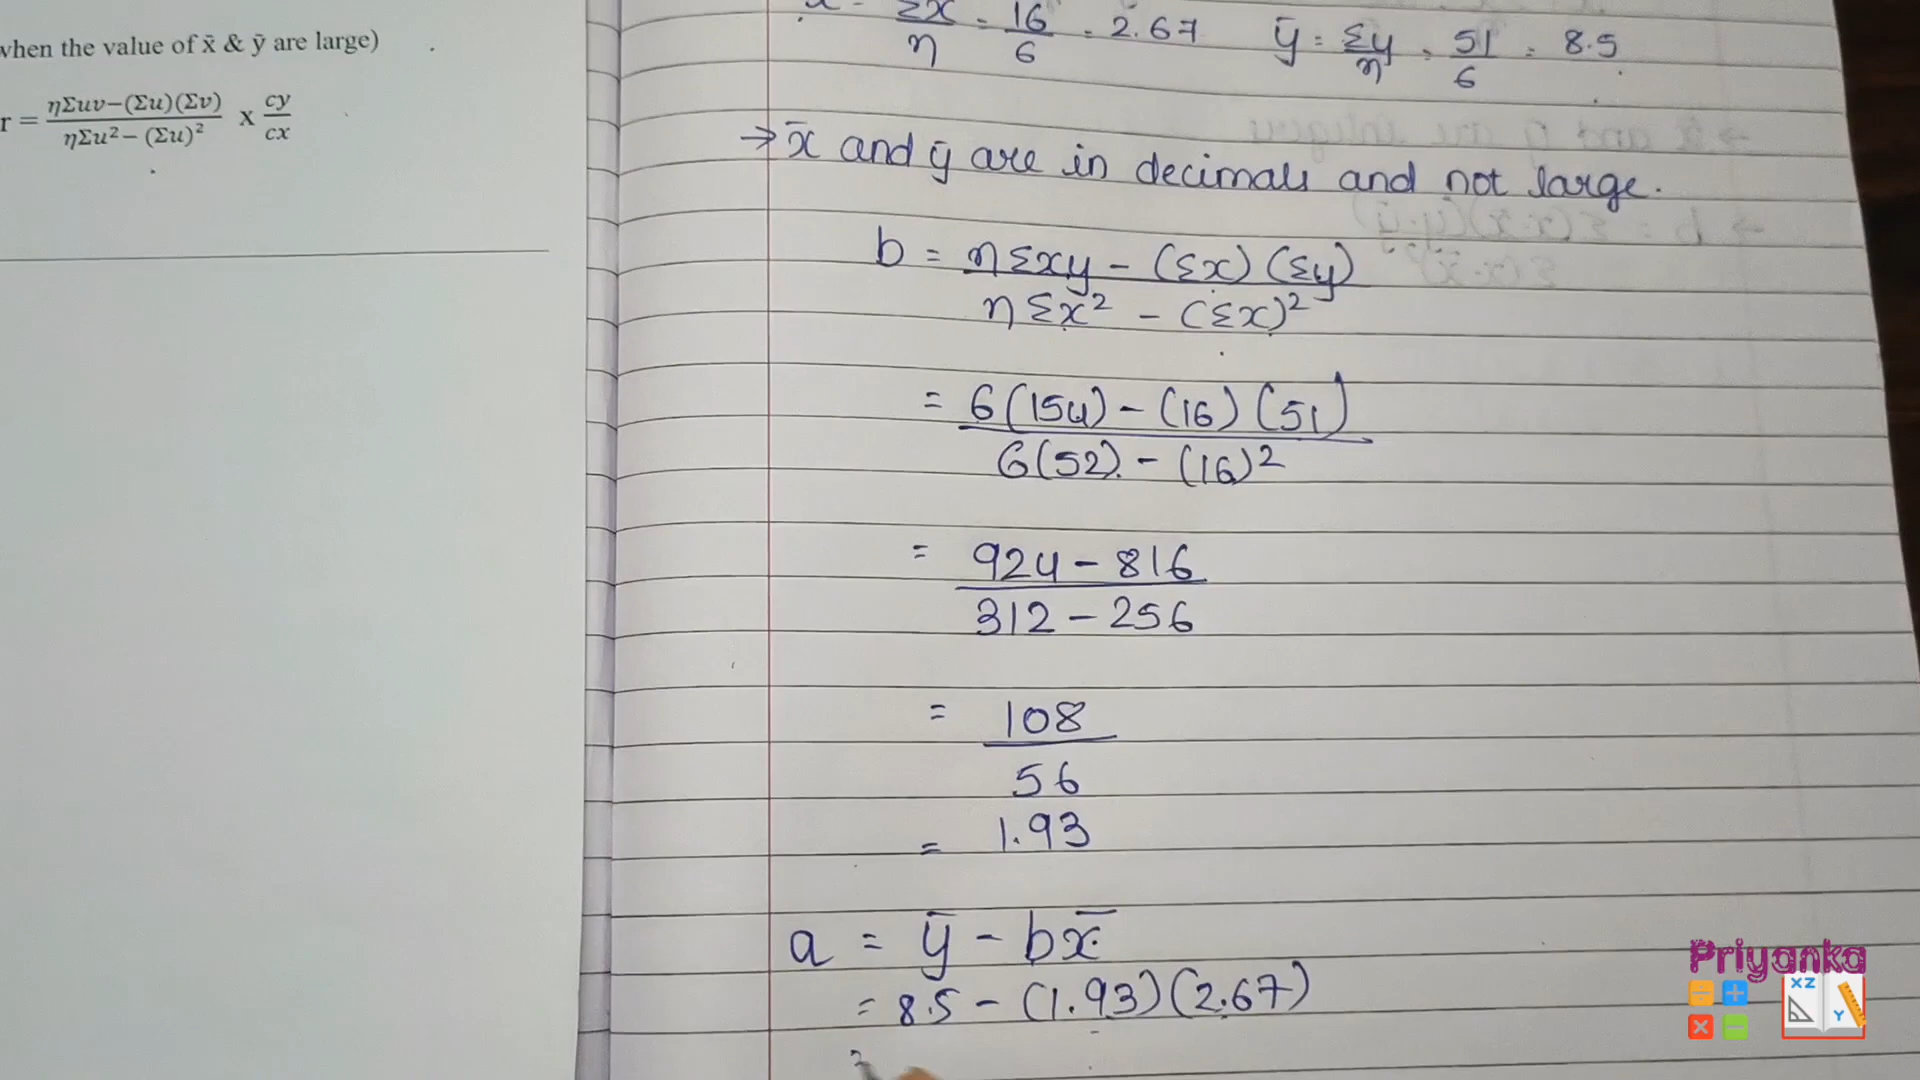 when the value of x̄ & ȳ are large)
r = ηΣuv−(Σu)(Σv) / ηΣu²− (Σu)² x cy / cx
Σx / η = 16 / 6 = 2.67 ȳ = Σy / η = 51 / 6 = 8.5
→ x̄ and ȳ are in decimals and not large.
b = ηΣxy − (Σx) (Σy)
ηΣx² − (Σx)²
= 6(154) − (16) (51)
6(52) − (16)²
= 924 − 816
312 − 256
= 108
56
= 1.93
a = ȳ − bx̄
= 8.5 − (1.93)(2.67)
Priyanka
XZ
Y